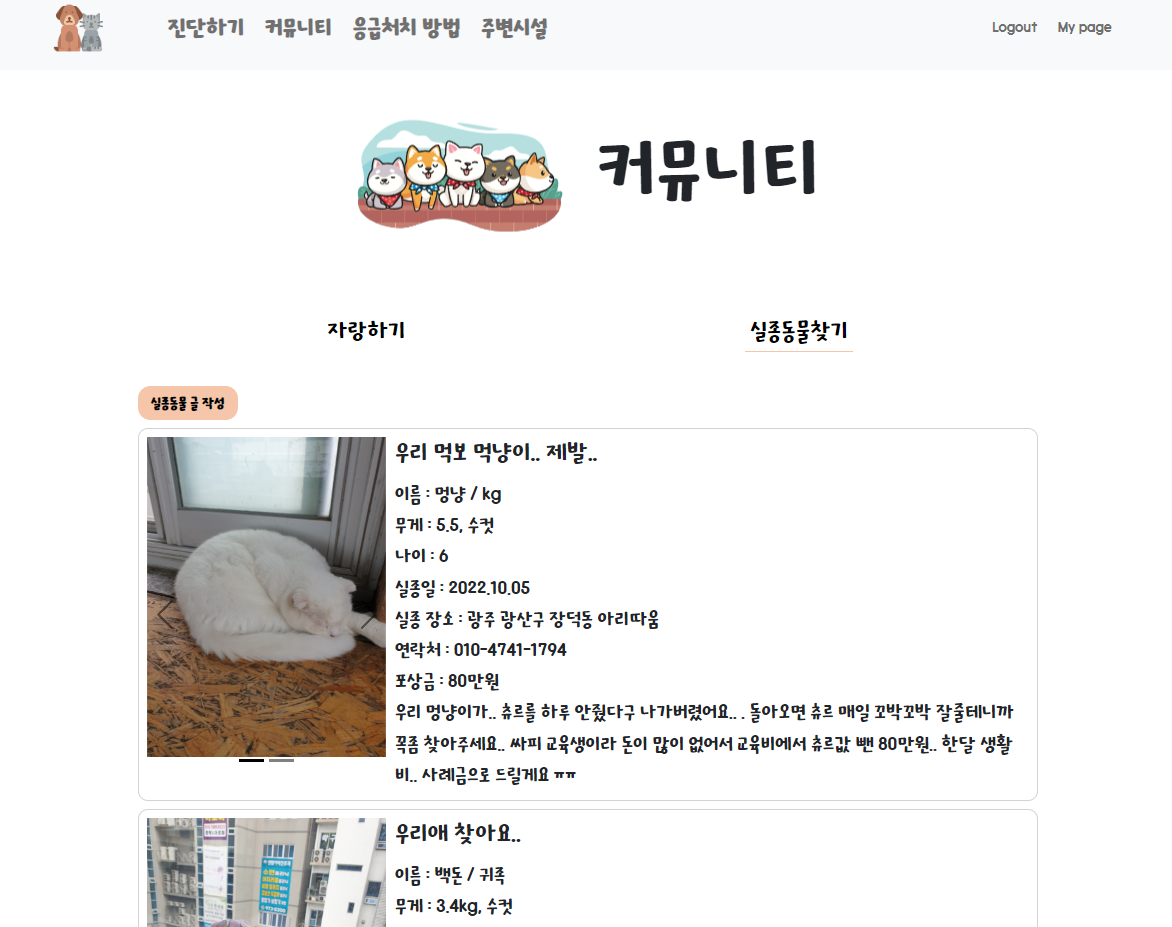 진단하기 커뮤니티 응급처치 방법 주변시설 Logout My page
커뮤니티
자랑하기 실종동물찾기
실종동물 글 작성
우리 먹보 먹냥이.. 제발..
이름 : 멍냥 / kg
무게 : 5.5, 수컷
나이 : 6
실종일 : 2022.10.05
실종 장소 : 광주 광산구 장덕동 아리따움
연락처 : 010-4741-1794
포상금 : 80만원
우리 멍냥이가.. 츄르를 하루 안줬다구 나가버렸어요.. . 돌아오면 츄르 매일 꼬박꼬박 잘줄테니까
꼭좀 찾아주세요.. 싸피 교육생이라 돈이 많이 없어서 교육비에서 츄르값 뺀 80만원.. 한달 생활
비.. 사례금으로 드릴게요 ㅠㅠ
우리애 찾아요..
이름 : 백돈 / 귀족
무게 : 3.4kg, 수컷